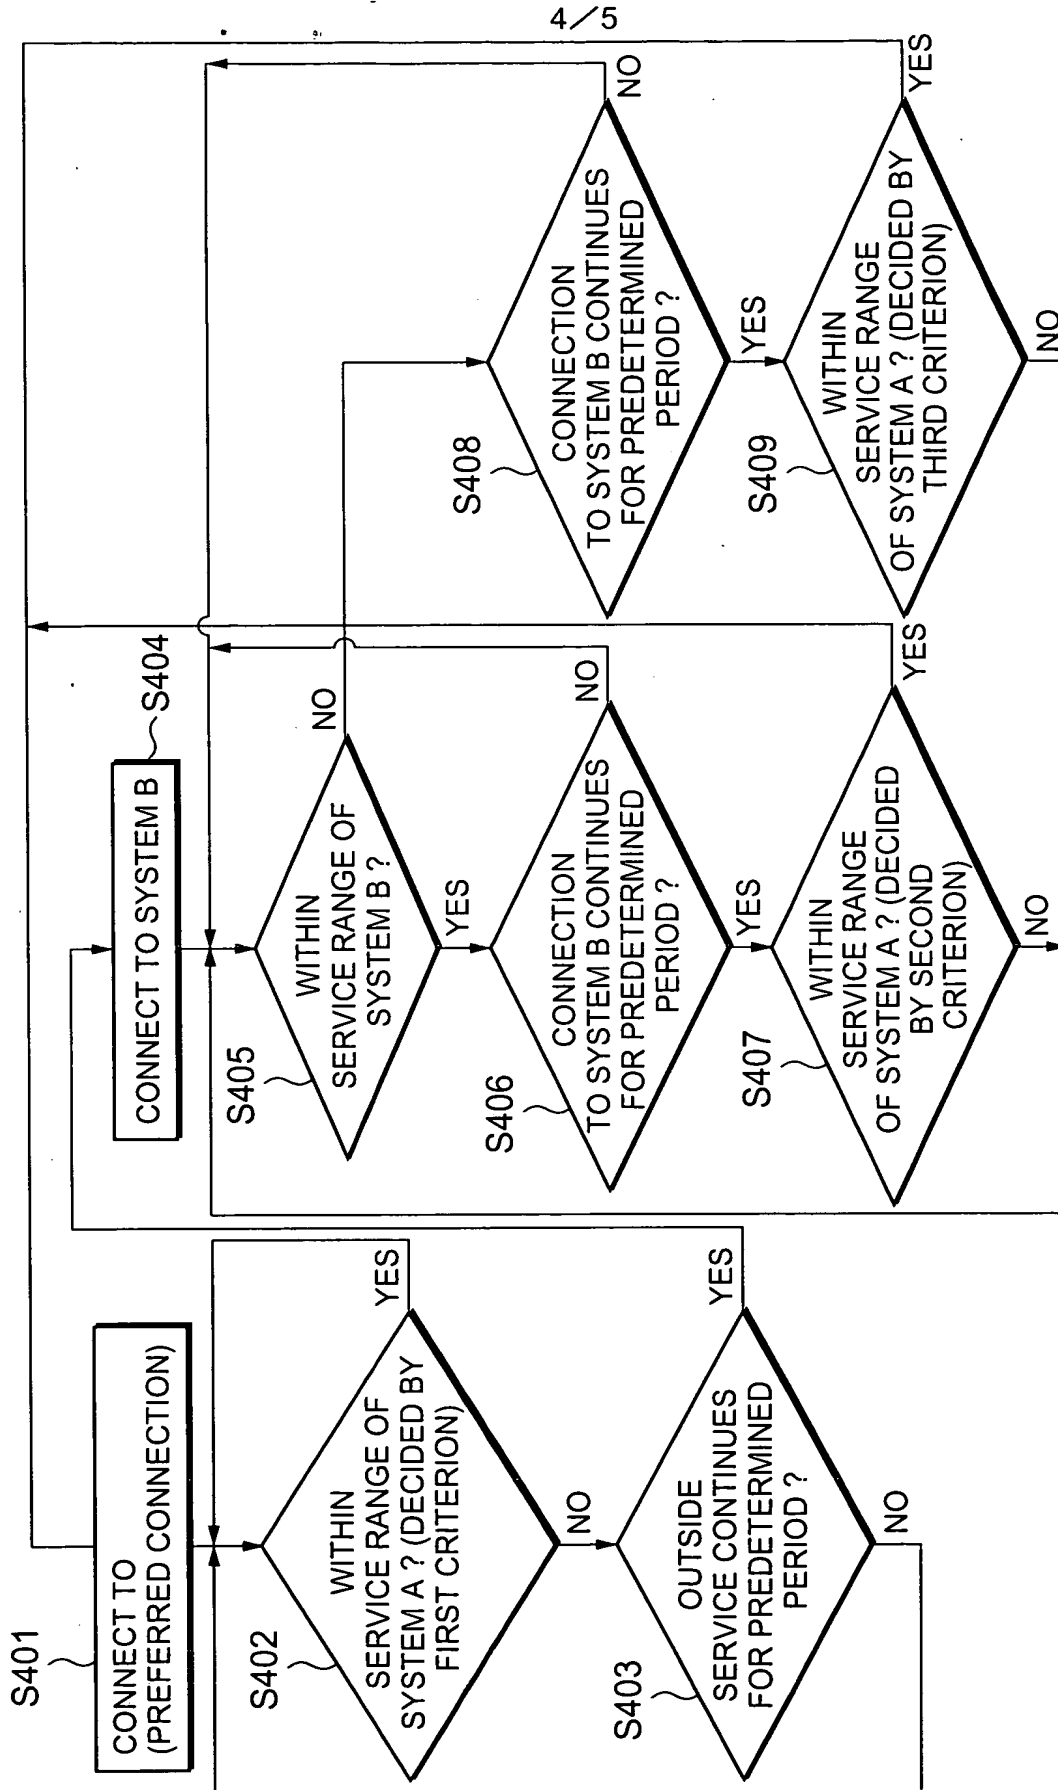 4/5
S401
CONNECT TO
(PREFERRED CONNECTION)
S402
WITHIN
SERVICE RANGE OF
SYSTEM A ? (DECIDED BY
FIRST CRITERION)
YES
NO
S403
OUTSIDE
SERVICE CONTINUES
FOR PREDETERMINED
PERIOD ?
YES
NO
CONNECT TO SYSTEM B
S404
S405
WITHIN
SERVICE RANGE OF
SYSTEM B ?
NO
YES
S406
CONNECTION
TO SYSTEM B CONTINUES
FOR PREDETERMINED
PERIOD ?
NO
YES
S407
WITHIN
SERVICE RANGE
OF SYSTEM A ? (DECIDED
BY SECOND
CRITERION)
YES
NO
S408
CONNECTION
TO SYSTEM B CONTINUES
FOR PREDETERMINED
PERIOD ?
NO
YES
S409
WITHIN
SERVICE RANGE
OF SYSTEM A ? (DECIDED BY
THIRD CRITERION)
YES
NO